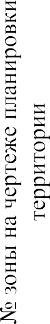 № зоны на чертеже планировки
территории